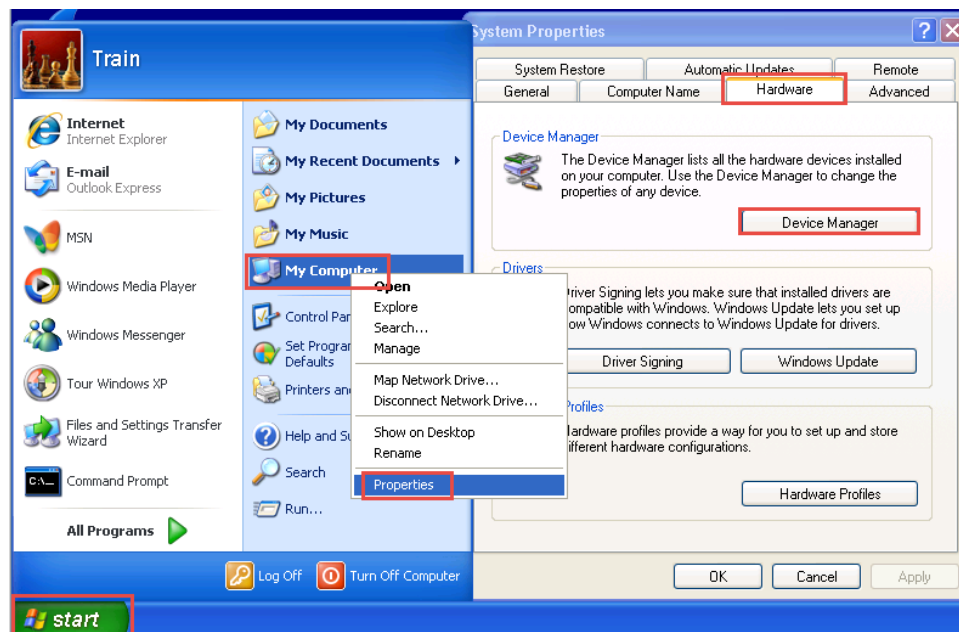 Train
Internet
Internet Explorer
E-mail
Outlook Express
MSN
Windows Media Player
Windows Messenger
Tour Windows XP
Files and Settings Transfer
Wizard
C:\_
Command Prompt
All Programs
My Documents
My Recent Documents
My Pictures
My Music
My Computer
Control Pan
Set Program
Defaults
Printers and
Help and Su
Search
Run...
Open
Explore
Search...
Manage
Map Network Drive...
Disconnect Network Drive...
Show on Desktop
Rename
Properties
Log Off
Turn Off Computer
start
System Properties
System Restore
Automatic Updates
Remote
General
Computer Name
Hardware
Advanced
Device Manager
The Device Manager lists all the hardware devices installed
on your computer. Use the Device Manager to change the
properties of any device.
Device Manager
Drivers
Driver Signing lets you make sure that installed drivers are
compatible with Windows. Windows Update lets you set up
how Windows connects to Windows Update for drivers.
Driver Signing
Windows Update
Profiles
Hardware profiles provide a way for you to set up and store
different hardware configurations.
Hardware Profiles
OK
Cancel
Apply